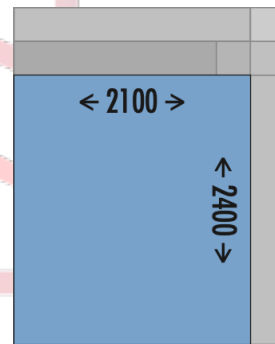 ← 2100 →
← 2400 →